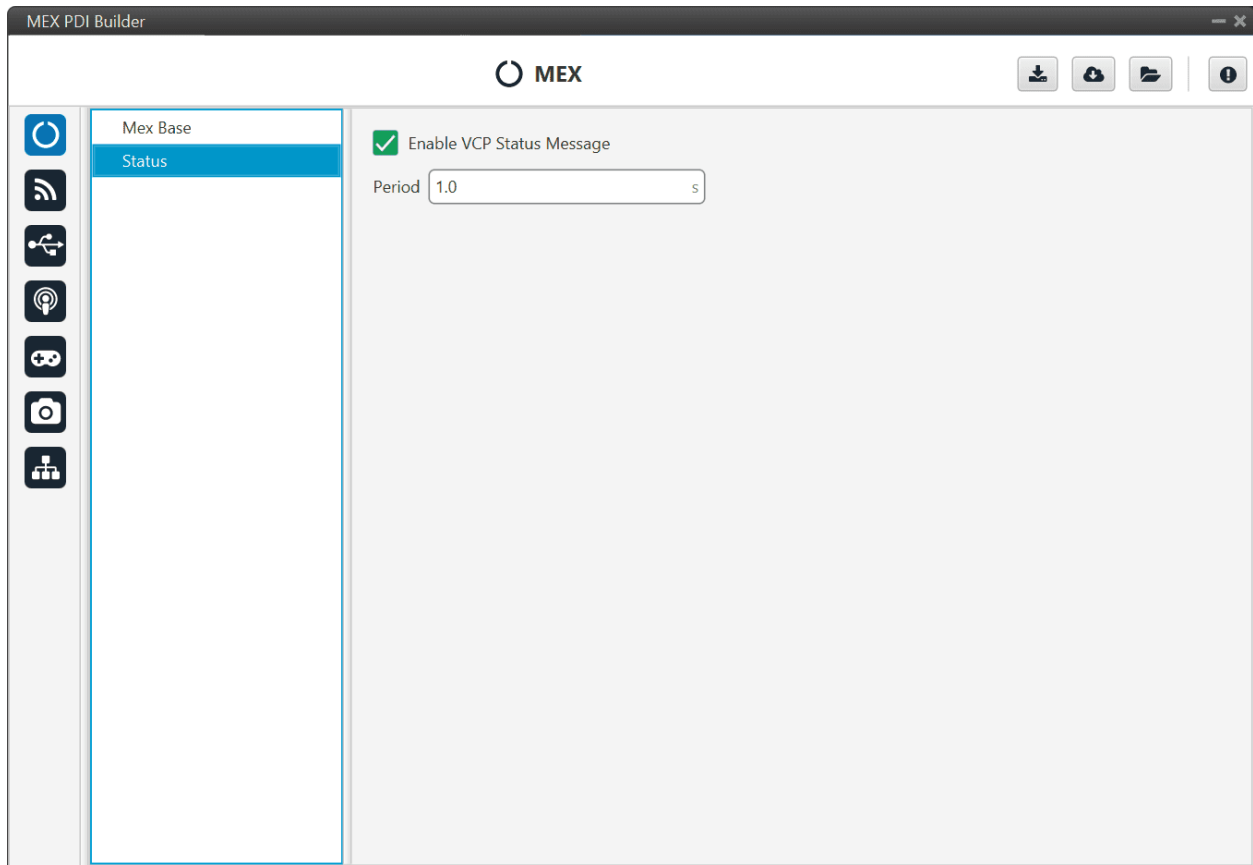 MEX PDI Builder
MEX
Mex Base
Status
Enable VCP Status Message
Period 1.0 s